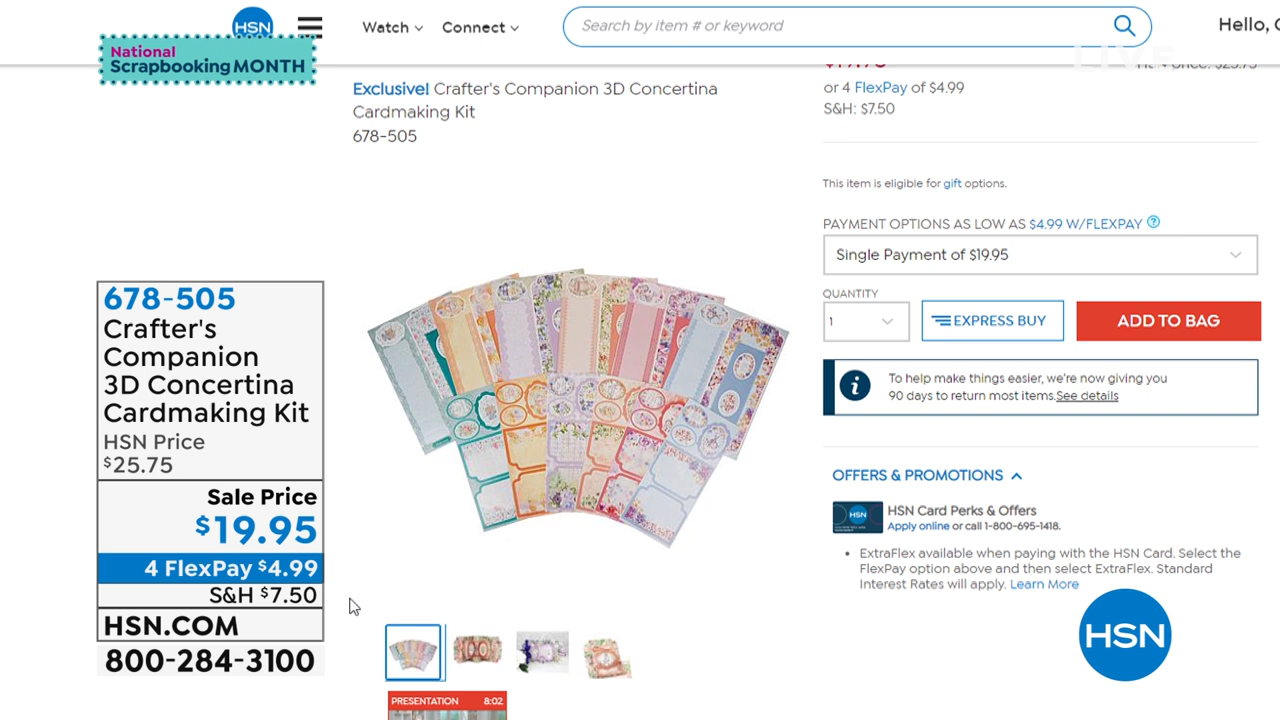 HSN
Watch
Connect
Search by item # or keyword
Hello,
National
Scrapbooking MONTH
LIVE
Exclusive! Crafter's Companion 3D Concertina
Cardmaking Kit
678-505
or 4 FlexPay of $4.99
S&H: $7.50
This item is eligible for gift options.
PAYMENT OPTIONS AS LOW AS $4.99 W/FLEXPAY
Single Payment of $19.95
QUANTITY
1
EXPRESS BUY
ADD TO BAG
To help make things easier, we're now giving you
90 days to return most items.See details
OFFERS & PROMOTIONS
HSN
HSN Card Perks & Offers
Apply online or call 1-800-695-1418.
• ExtraFlex available when paying with the HSN Card. Select the
FlexPay option above and then select ExtraFlex. Standard
Interest Rates will apply. Learn More
678-505
Crafter's
Companion
3D Concertina
Cardmaking Kit
HSN Price
$25.75
Sale Price
$19.95
4 FlexPay $4.99
S&H $7.50
HSN.COM
800-284-3100
PRESENTATION 8:02
HSN